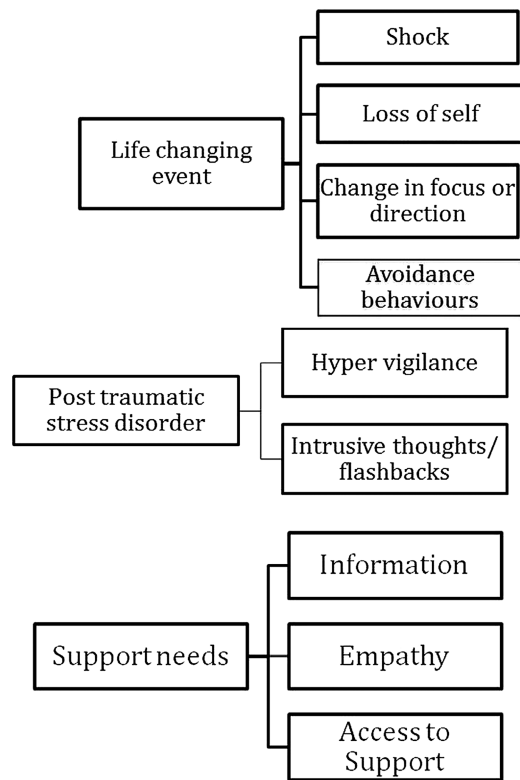 Shock
Loss of self
Life changing
event
Change in focus or
direction
Avoidance
behaviours
Hyper vigilance
Post traumatic
stress disorder
Intrusive thoughts/
flashbacks
Information
Support needs
Empathy
Access to
Support